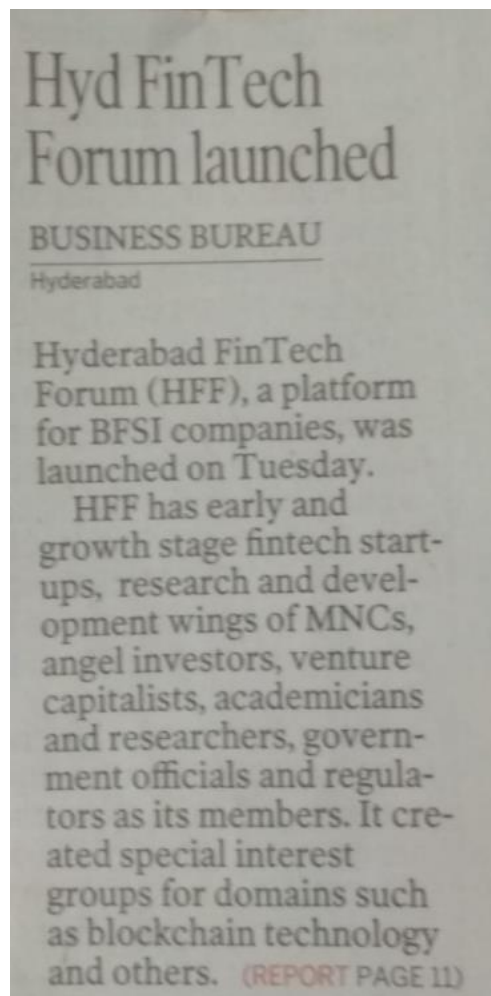 Hyd FinTech
Forum launched
BUSINESS BUREAU
Hyderabad
Hyderabad FinTech
Forum (HFF), a platform
for BFSI companies, was
launched on Tuesday.
HFF has early and
growth stage fintech start-
ups, research and devel-
opment wings of MNCs,
angel investors, venture
capitalists, academicians
and researchers, govern-
ment officials and regula-
tors as its members. It cre-
ated special interest
groups for domains such
as blockchain technology
and others. (REPORT PAGE 11)